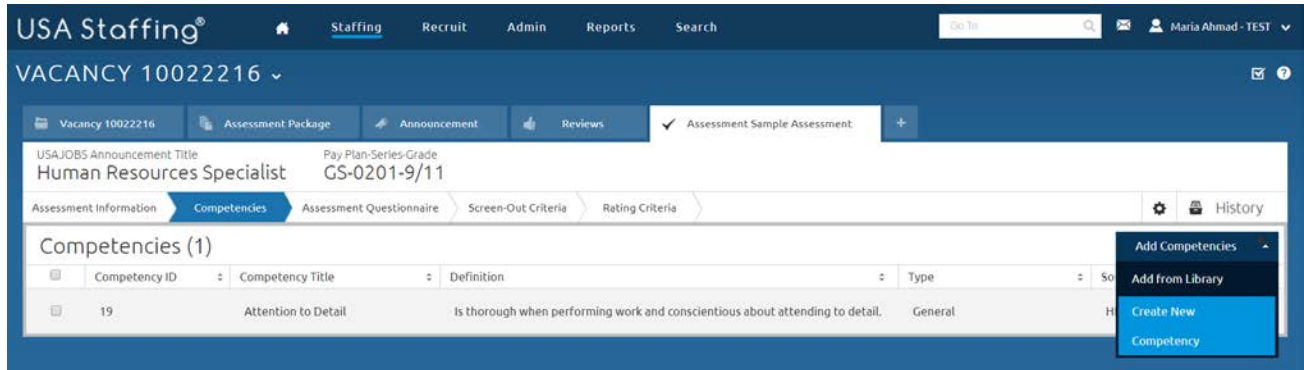 USA Staffing®
Staffing Recruit Admin Reports Search Go To Maria Ahmad - TEST
VACANCY 10022216
Vacancy 10022216 Assessment Package Announcement Reviews Assessment Sample Assessment +
USAJOBS Announcement Title Pay Plan-Series-Grade
Human Resources Specialist GS-0201-9/11
Assessment Information Competencies Assessment Questionnaire Screen-Out Criteria Rating Criteria History
Competencies (1) Add Competencies
Competency ID Competency Title Definition Type So Add from Library
19 Attention to Detail Is thorough when performing work and conscientious about attending to detail. General H Create New
Competency